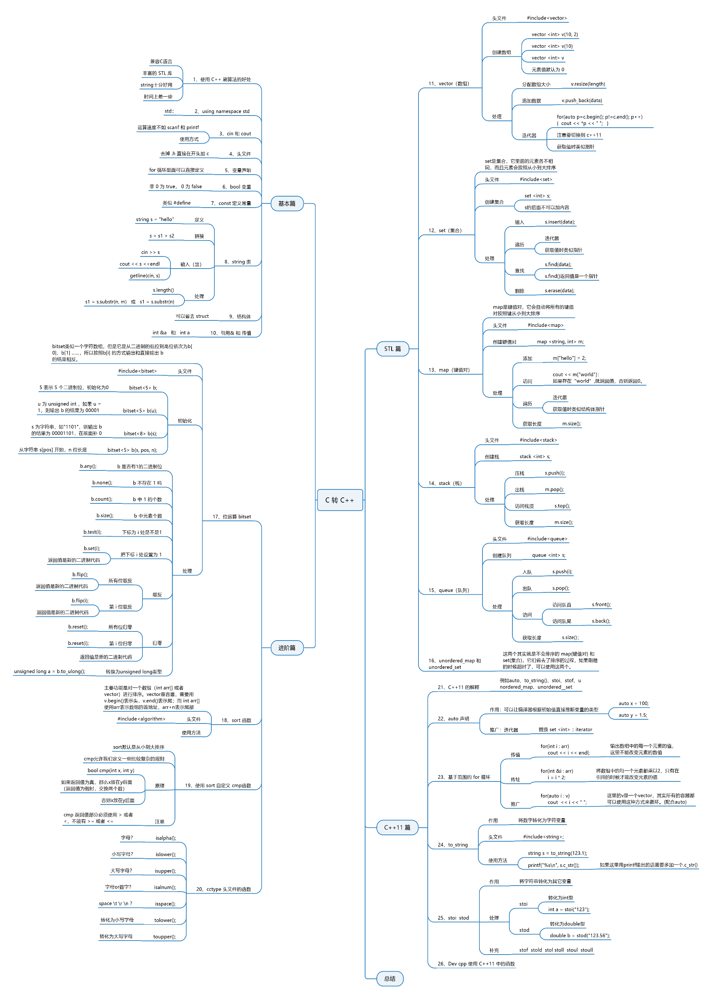 C 转 C++
基本篇
1、使用 C++ 刷算法的好处
兼容C语言
丰富的 STL 库
string十分好用
时间上差一些
2、using namespace std
std::
3、cin 和 cout
运算速度不如 scanf 和 printf
使用方式
4、头文件
去掉 .h 直接在开头加 c
5、变量声明
for 循环里面可以直接定义
6、bool 变量
非 0 为 true， 0 为 false
7、const 定义常量
类似 #define
8、string 类
定义
string s = "hello"
拼接
s = s1 + s2
输入（出）
cin >> s
cout << s <<endl
getline(cin, s)
处理
s.length()
s1 = s.substr(n, m) 或 s1 = s.substr(n)
9、结构体
可以省去 struct
10、引用& 和 传值
int &a 和 int a
进阶篇
17、位运算 bitset
bitset类似一个字符数组，但是它是从二进制的低位到高位依次为b[
0]、b[1] ......，所以按照b[i] 的方式输出和直接输出 b
的结果相反。
头文件
#include<bitset>
初始化
bitset<5> b;
5 表示 5 个二进制位，初始化为0
bitset<5> b(u);
u 为 unsigned int ，如果 u =
1，则输出 b 的结果为 00001
bitset<8> b(s);
s 为字符串，如"1101"，则输出 b
的结果为 00001101，在前面补 0
bitset<5> b(s, pos, n);
从字符串 s[pos] 开始，n 位长度
处理
b 是否有1的二进制位
b.any();
b 不存在 1 吗
b.none();
b 中 1 的个数
b.count();
b 中元素个数
b.size();
下标为 i 处是不是1
b.test(i);
把下标 i 处设置为 1
b.set(i);
返回值是新的二进制代码
取反
所有位取反
b.flip();
返回值是新的二进制代码
第 i 位取反
b.flip(i);
返回值是新的二进制代码
归零
所有位归零
b.reset();
第 i 位归零
b.reset(i);
返回值是新的二进制代码
转换为unsigned long类型
unsigned long a = b.to_ulong();
18、sort 函数
主要功能是对一个数组（int arr[] 或者
vector）进行排序。vector是容器，需要用
v.begin()表示头，v.end()表示尾；而 int arr[]
使用arr表示数组的首地址，arr+n表示尾部
头文件
#include<algorithm>
使用方法
19、使用 sort 自定义 cmp函数
sort默认是从小到大排序
cmp允许我们定义一些比较复杂的规则
原理
bool cmp(int x, int y)
如果返回值为真，那么x放在y前面
（返回值为假时，交换两个数）
否则x放在y后面
注意
cmp 返回值部分必须使用 > 或者
<，不能有 >= 或者 <=
20、cctype 头文件的函数
isalpha();
字母?
islower();
小写字母?
isupper();
大写字母?
isalnum();
字母or数字?
isspace();
space \t \r \n ?
tolower();
转化为小写字母
toupper();
转化为大写字母
STL 篇
11、vector（数组）
头文件
#include<vector>
创建数组
vector <int> v(10, 2)
vector <int> v(10)
vector <int> v
元素值默认为 0
处理
分配数组大小
v.resize(length)
追加数据
v.push_back(data)
迭代器
for(auto p=c.begin(); p!=c.end(); p++)
{ cout << *p << " "; }
注意要切换到 c++11
获取值时类似指针
12、set（集合）
set是集合，它里面的元素各不相
同，而且元素会按照从小到大排序
头文件
#include<set>
创建集合
set <int> s;
s的后面不可以加内容
处理
插入
s.insert(data);
遍历
迭代器
获取值时类似指针
查找
s.find(data);
s.find()返回值是一个指针
删除
s.erase(data);
13、map（键值对）
map是键值对，它会自动将所有的键值
对按照键从小到大排序
头文件
#include<map>
创建键值对
map <string, int> m;
处理
添加
m["hello"] = 2;
访问
cout << m["world"]:
如果存在“world”,就返回值，否则返回0。
遍历
迭代器
获取值时类似结构体指针
获取长度
m.size();
14、stack（栈）
头文件
#include<stack>
创建栈
stack <int> s;
处理
压栈
s.push(i);
出栈
m.pop();
访问栈顶
s.top();
获取长度
m.size();
15、queue（队列）
头文件
#include<queue>
创建队列
queue <int> s;
处理
入队
s.push(i);
出队
s.pop();
访问
访问队首
s.front();
访问队尾
s.back();
获取长度
s.size();
16、unordered_map 和
unordered_set
这两个其实就是不会排序的 map(键值对) 和
set(集合)，它们省去了排序的过程，如果刷题
的时候超时了，可以使用这两个。
C++11 篇
21、C++11 的解释
例如auto、to_string()、stoi、stof、u
nordered_map、unordered__set
22、auto 声明
作用：可以让编译器根据初始值直接推断变量的类型
auto x = 100;
auto y = 1.5;
推广：迭代器
替换 set <int> :: iterator
23、基于范围的 for 循环
传值
for(int i : arr)
cout << i << endl;
输出数组中的每一个元素的值，
这里不能改变元素的数值
传址
for(int &i : arr)
i = i * 2;
将数组中的每一个元素都乘以2，只有在
引用的时候才能改变元素的值
推广
for(auto i : v)
cout << i << " ";
这里的v是一个vector，其实所有的容器都
可以使用这种方式来循环。(配合auto)
24、to_string
作用
将数字转化为字符变量
头文件
#include<string>;
使用方法
string s = to_string(123.1);
printf("%s\n", s.c_str());
如果这里用printf输出的话需要多加一个.c_str()
25、stoi stod
作用
将字符串转化为其它变量
处理
stoi
转化为int型
int a = stoi("123");
stod
转化为double型
double b = stod("123.56");
补充
stof stold stol stoll stoul stoull
26、Dev cpp 使用 C++11 中的函数
总结